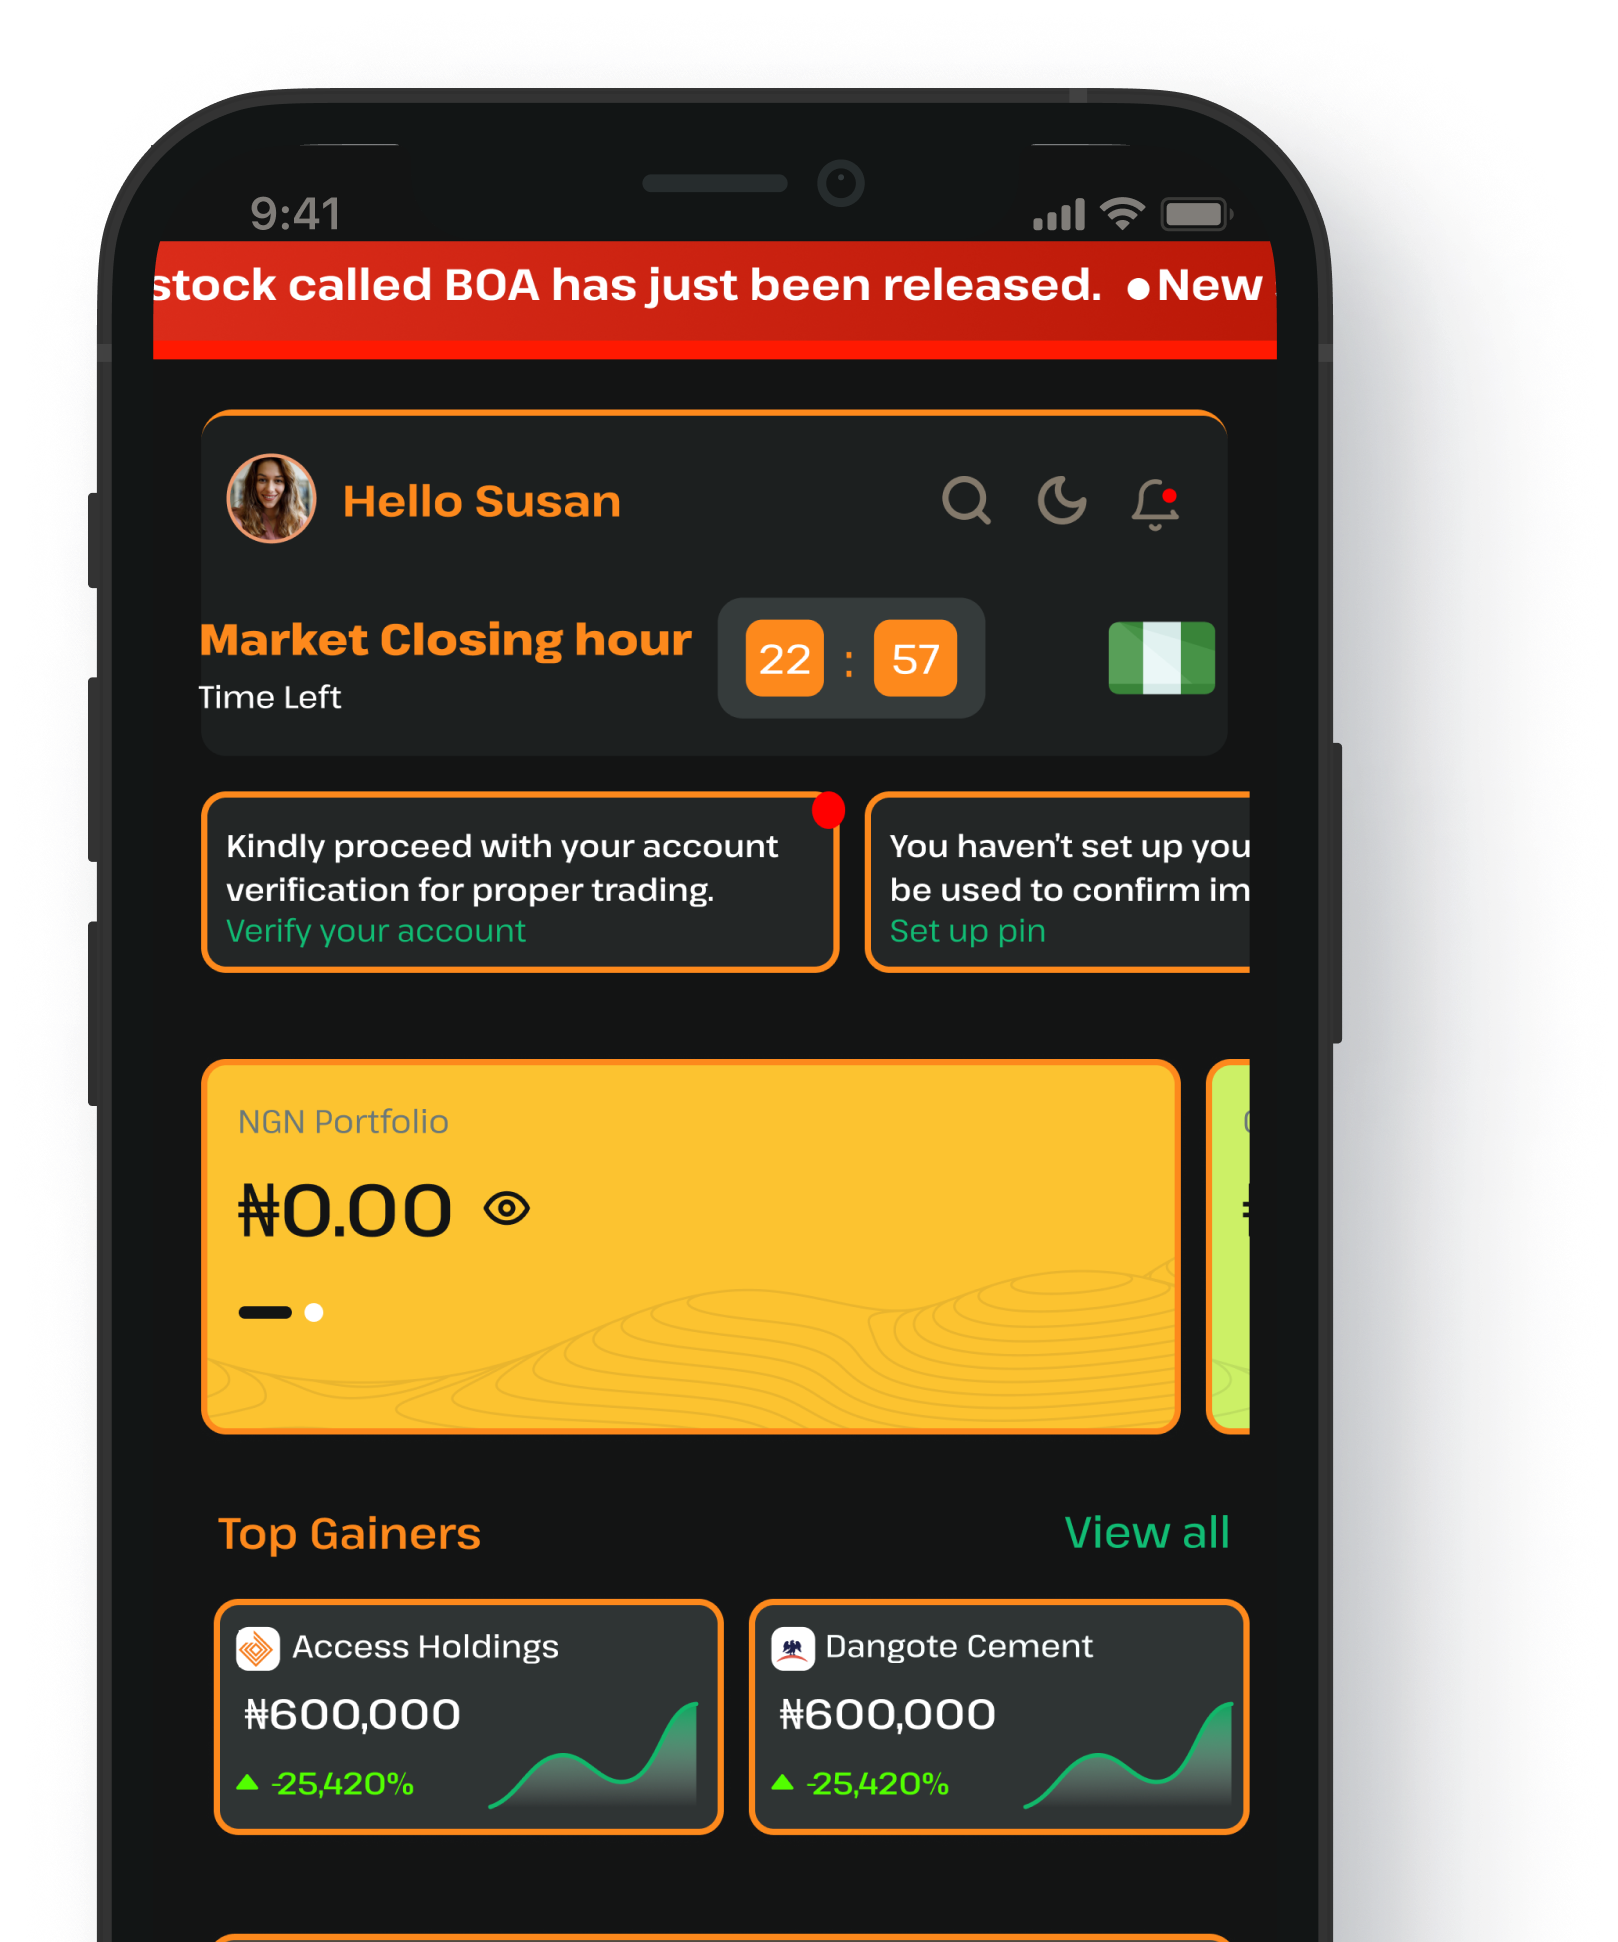 9:41
stock called BOA has just been released. ●New
Hello Susan
Market Closing hour
Time Left
22 : 57
Kindly proceed with your account
verification for proper trading.
Verify your account
You haven't set up you
be used to confirm im
Set up pin
NGN Portfolio
₦0.00
Top Gainers
View all
Access Holdings
₦600,000
-25,420%
Dangote Cement
₦600,000
-25,420%